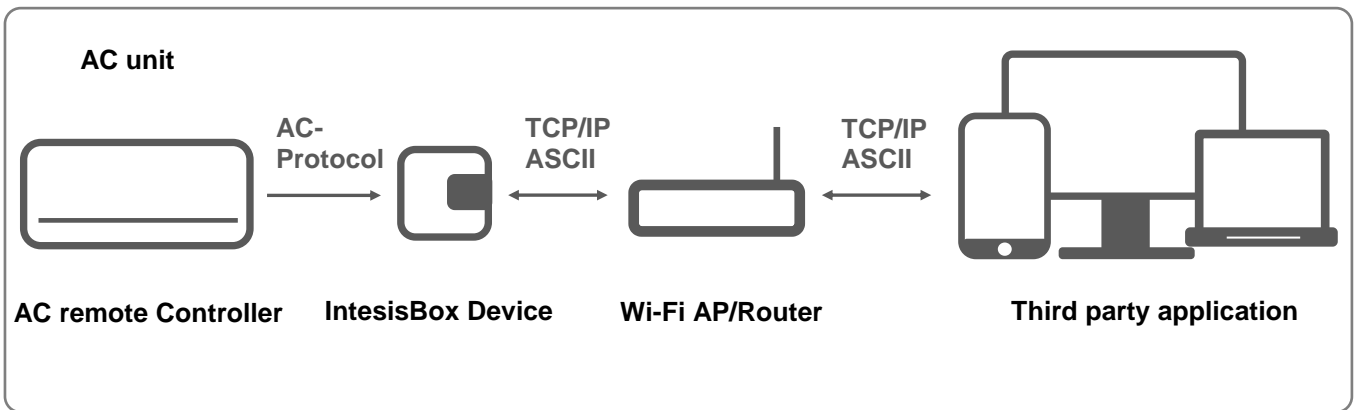 AC unit
AC-
Protocol
TCP/IP
ASCII
TCP/IP
ASCII
AC remote Controller
IntesisBox Device
Wi-Fi AP/Router
Third party application